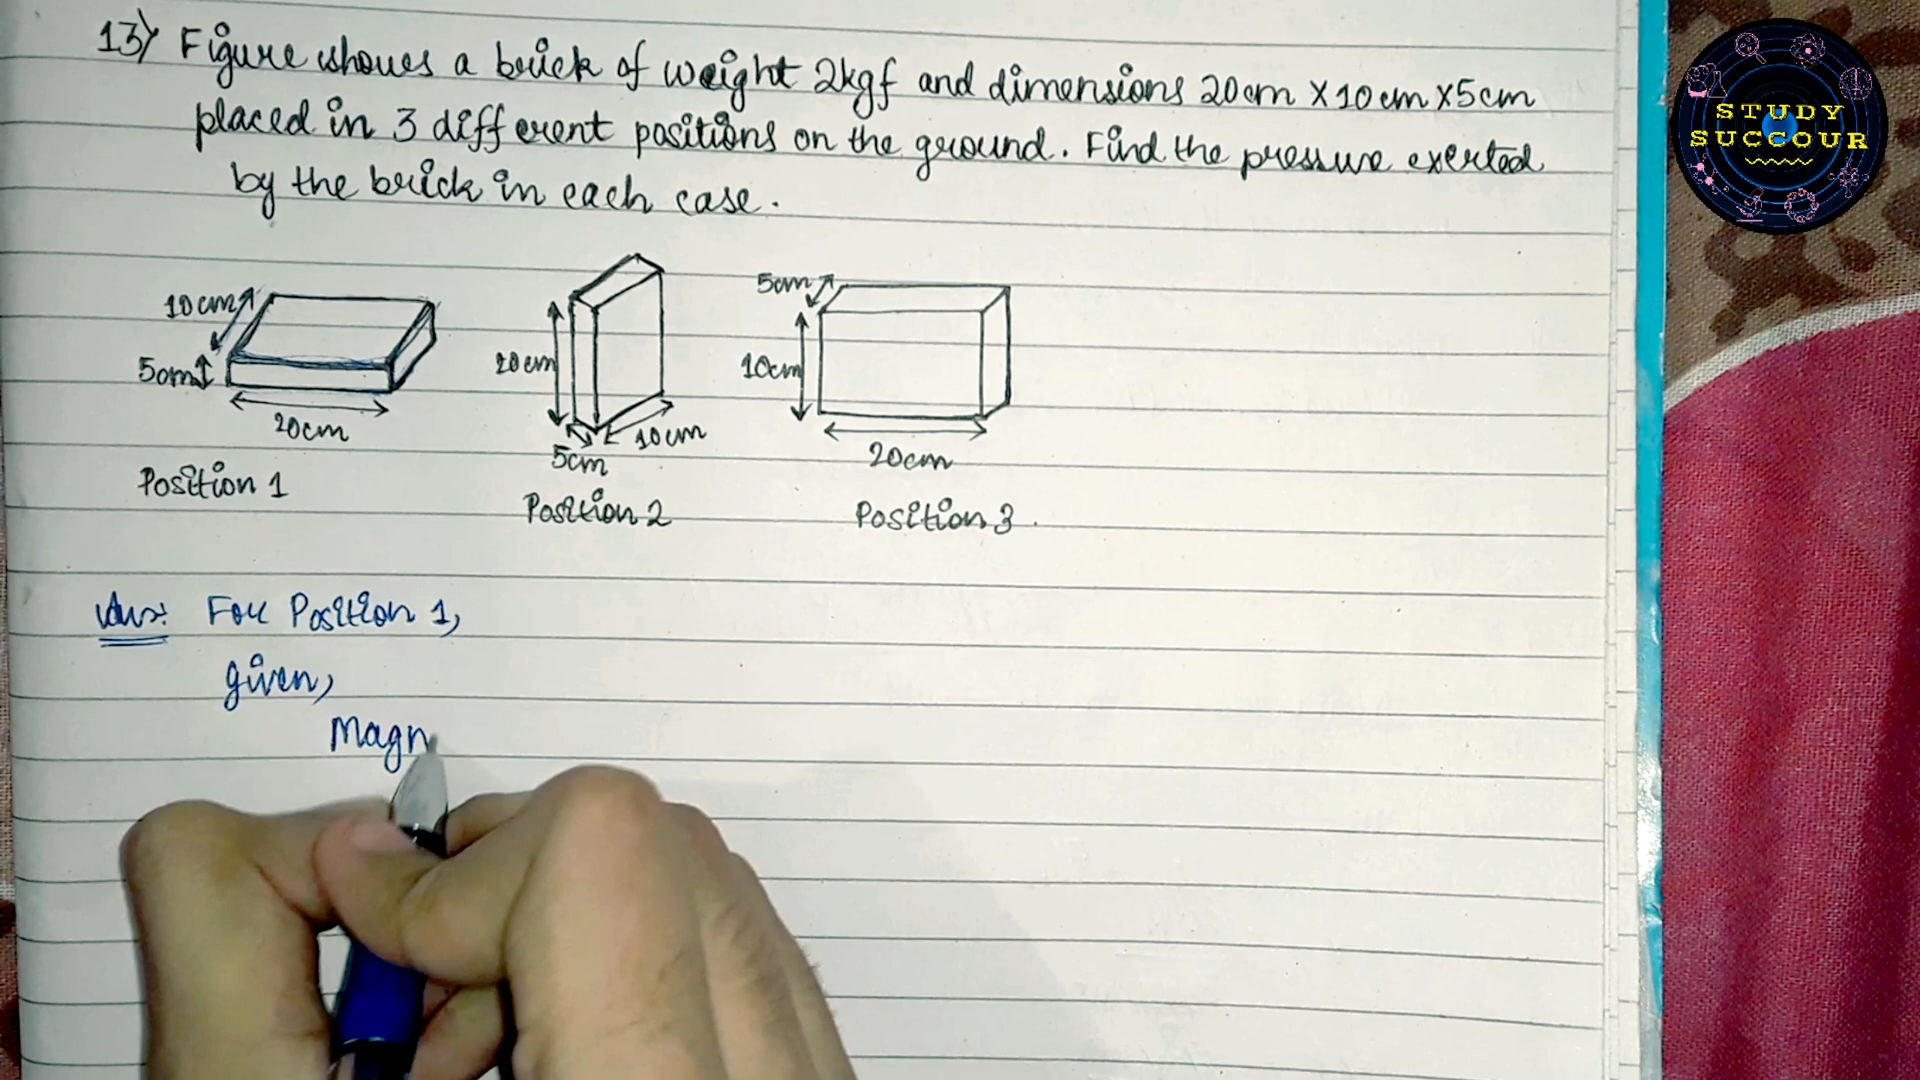 13) Figure shows a brick of weight 2kgf and dimensions 20cm X 10cm X 5cm
placed in 3 different positions on the ground. Find the pressure exerted
by the brick in each case.
10cm
5cm
20cm
Position 1
20cm
5cm
10cm
Position 2
5cm
10cm
20cm
Position 3.
Ans: For Position 1,
given,
Magn
STUDY
SUCCOUR